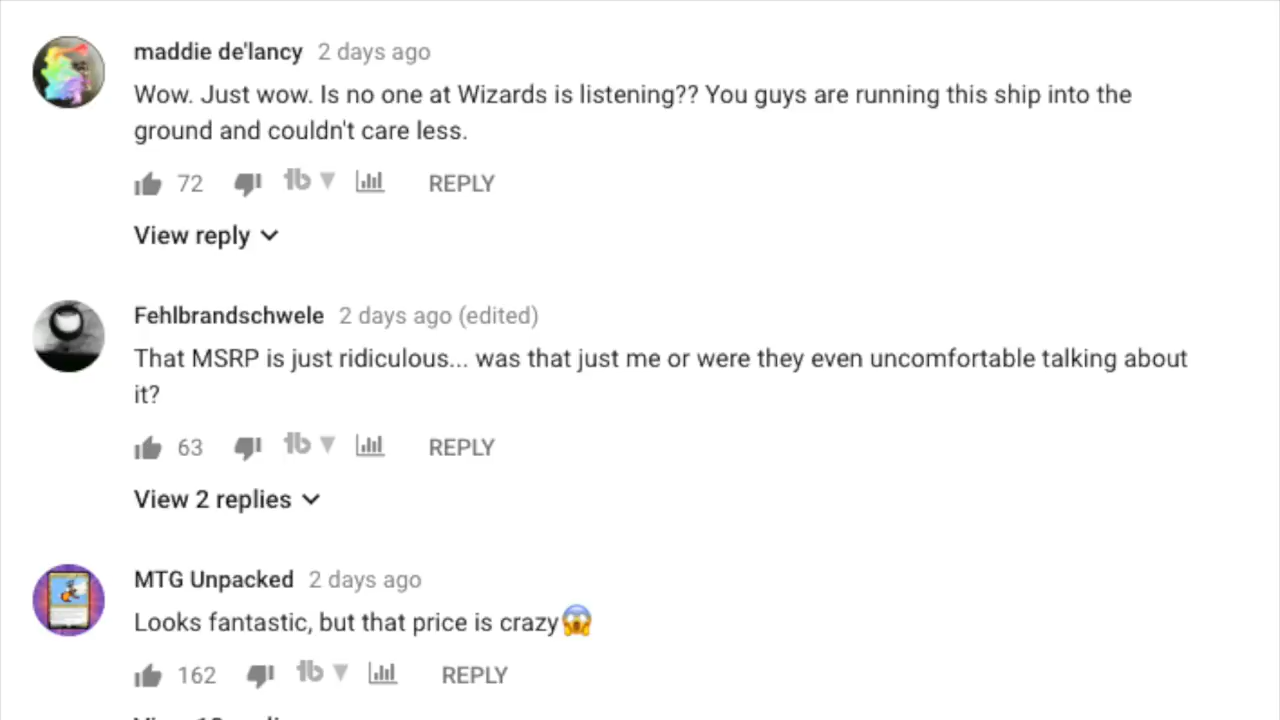 maddie de'lancy 2 days ago
Wow. Just wow. Is no one at Wizards is listening?? You guys are running this ship into the
ground and couldn't care less.
72 tb REPLY
View reply
Fehlbrandschwele 2 days ago (edited)
That MSRP is just ridiculous... was that just me or were they even uncomfortable talking about
it?
63 tb REPLY
View 2 replies
MTG Unpacked 2 days ago
Looks fantastic, but that price is crazy😱
162 tb REPLY